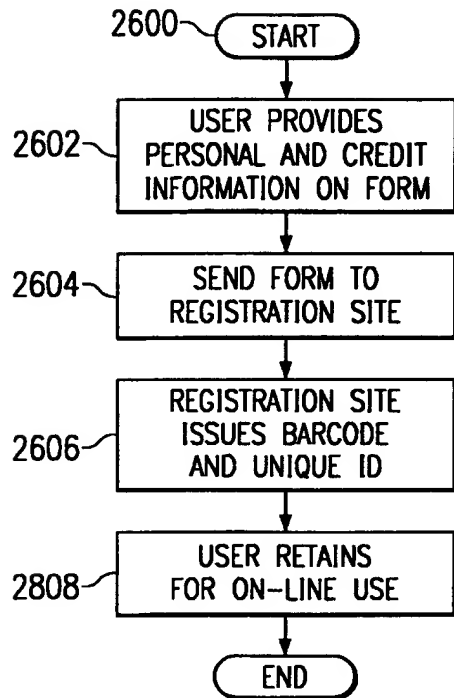 2600
START
2602
USER PROVIDES
PERSONAL AND CREDIT
INFORMATION ON FORM
2604
SEND FORM TO
REGISTRATION SITE
2606
REGISTRATION SITE
ISSUES BARCODE
AND UNIQUE ID
2808
USER RETAINS
FOR ON-LINE USE
END